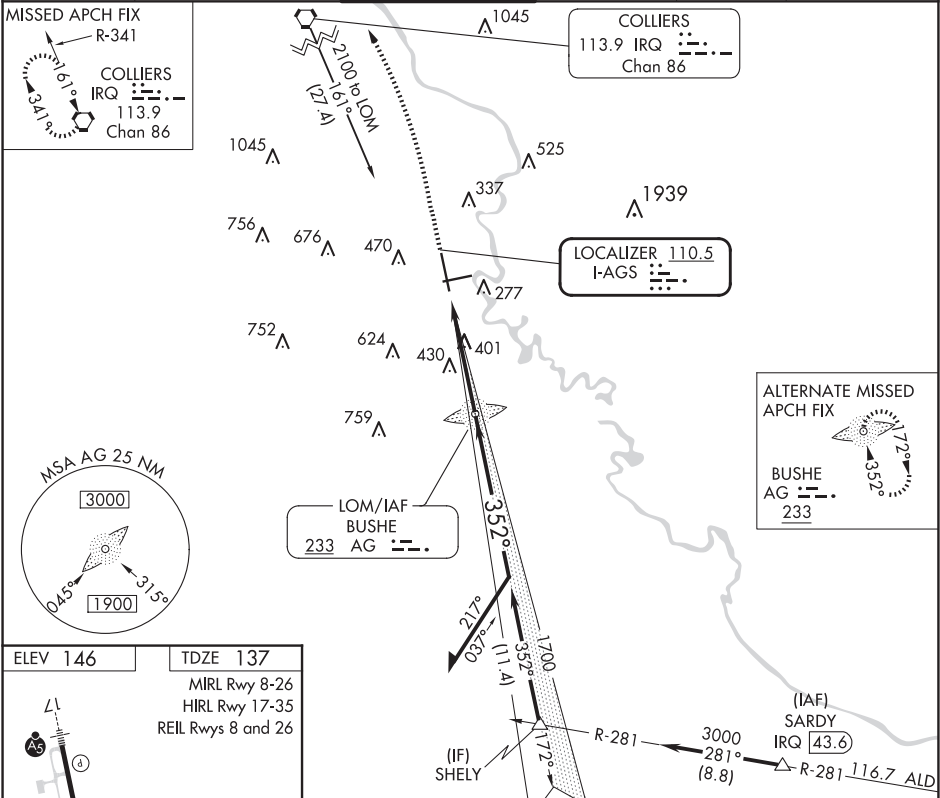 MISSED APCH FIX
R-341
161°
341°
COLLIERS
IRQ
113.9
Chan 86
2100 to LOM
161°
(27.4)
1045
COLLIERS
113.9 IRQ
Chan 86
1045
525
337
1939
756
676
470
LOCALIZER 110.5
I-AGS
277
752
624
430
401
759
ALTERNATE MISSED
APCH FIX
172°
352°
BUSHE
AG
233
MSA AG 25 NM
3000
045°
315°
1900
LOM/IAF
BUSHE
233 AG
352°
217°
037°
352°
(11.4)
1700
172°
(IF)
SHELY
R-281
3000
281°
(8.8)
(IAF)
SARDY
IRQ 43.6
R-281 116.7 ALD
ELEV 146
TDZE 137
MIRL Rwy 8-26
HIRL Rwy 17-35
REIL Rwys 8 and 26
17
A5